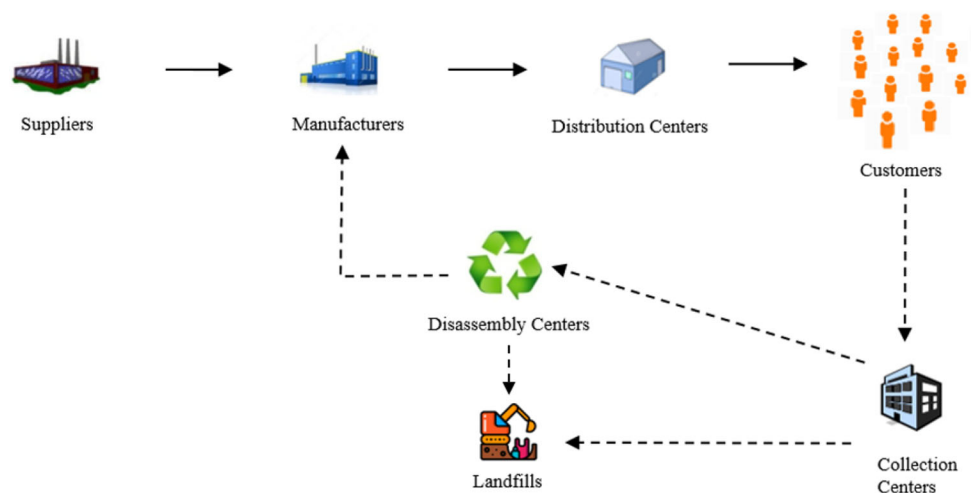 Suppliers
Manufacturers
Distribution Centers
Customers
Disassembly Centers
Landfills
Collection
Centers